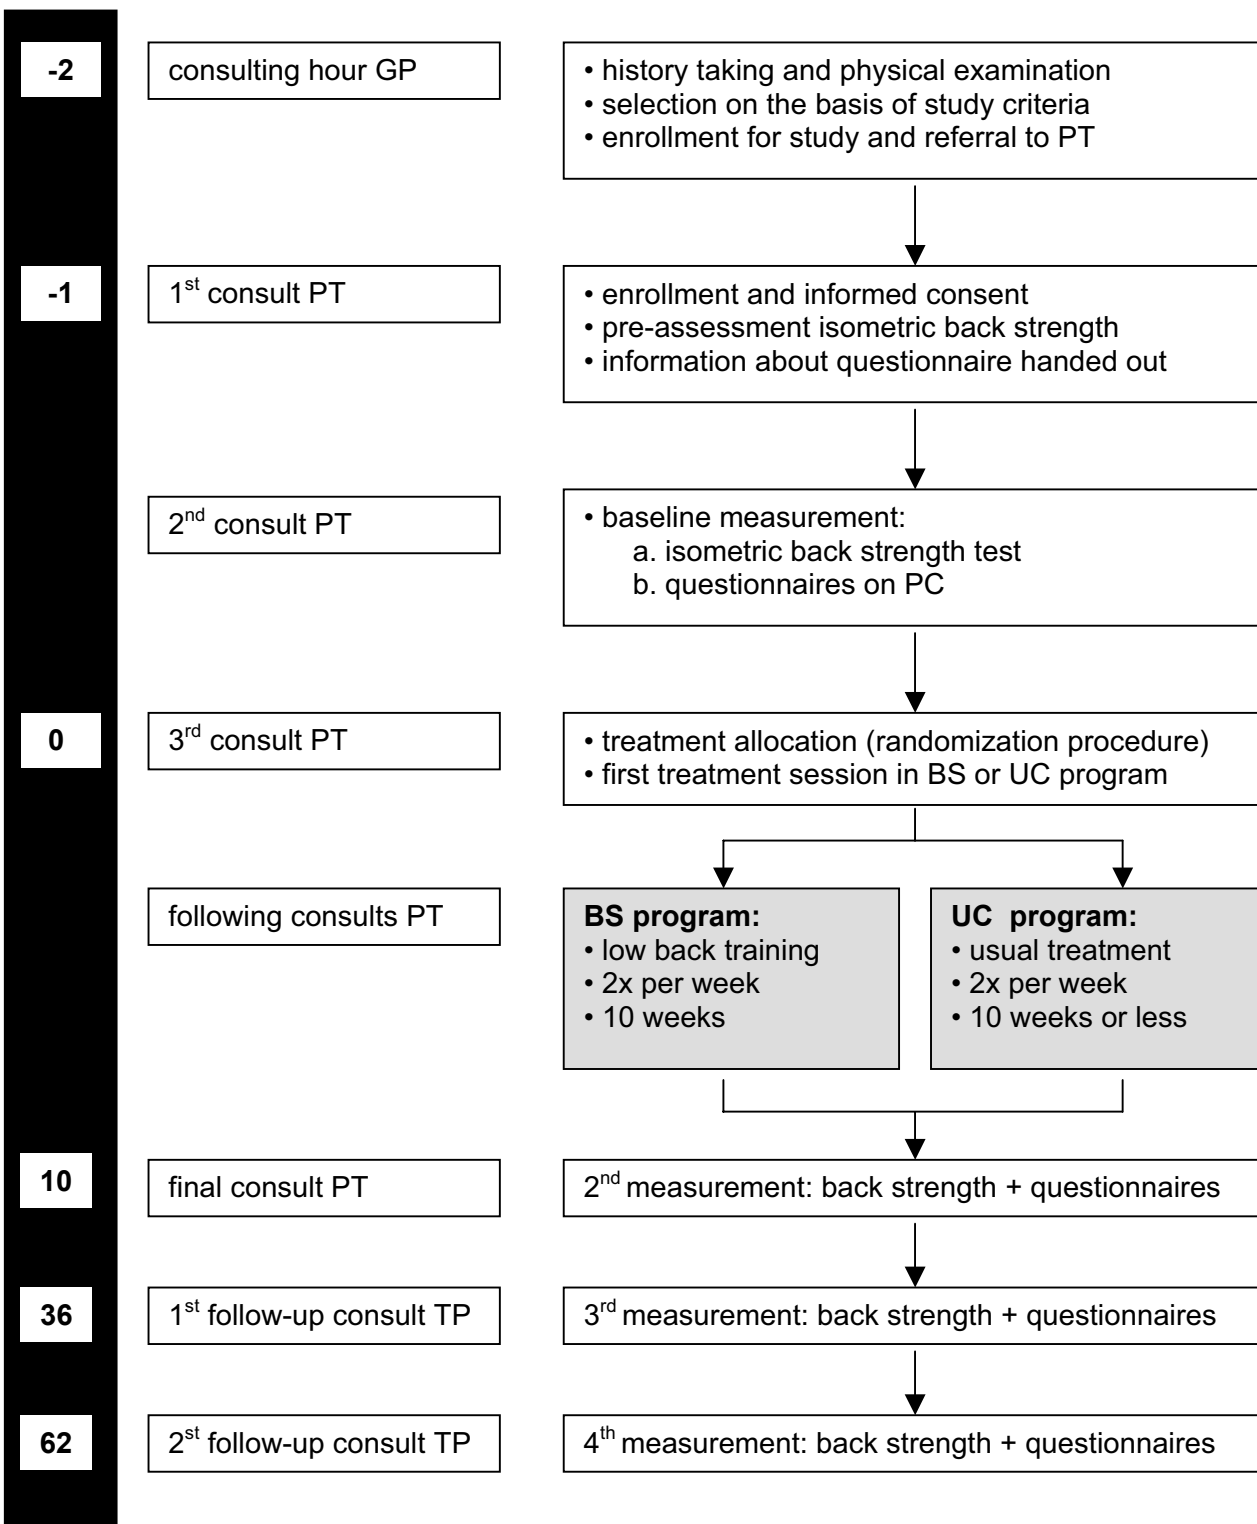 -2
consulting hour GP
• history taking and physical examination
• selection on the basis of study criteria
• enrollment for study and referral to PT
-1
1st consult PT
• enrollment and informed consent
• pre-assessment isometric back strength
• information about questionnaire handed out
2nd consult PT
• baseline measurement:
a. isometric back strength test
b. questionnaires on PC
0
3rd consult PT
• treatment allocation (randomization procedure)
• first treatment session in BS or UC program
following consults PT
BS program:
• low back training
• 2x per week
• 10 weeks
UC program:
• usual treatment
• 2x per week
• 10 weeks or less
10
final consult PT
2nd measurement: back strength + questionnaires
36
1st follow-up consult TP
3rd measurement: back strength + questionnaires
62
2st follow-up consult TP
4th measurement: back strength + questionnaires